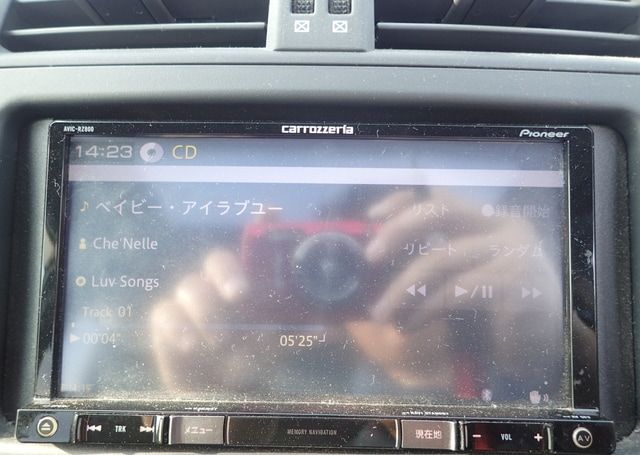 AVIC-RZ800
carrozzeria
Pioneer
14:23 CD
ベイビー・アイラブユー
リスト ●録音開始
Che'Nelle
リピート ランダム
Luv Songs
Track 01
00'04" 05'25"
TRK
メニュー
MEMORY NAVIGATION
現在地
- VOL +
AV